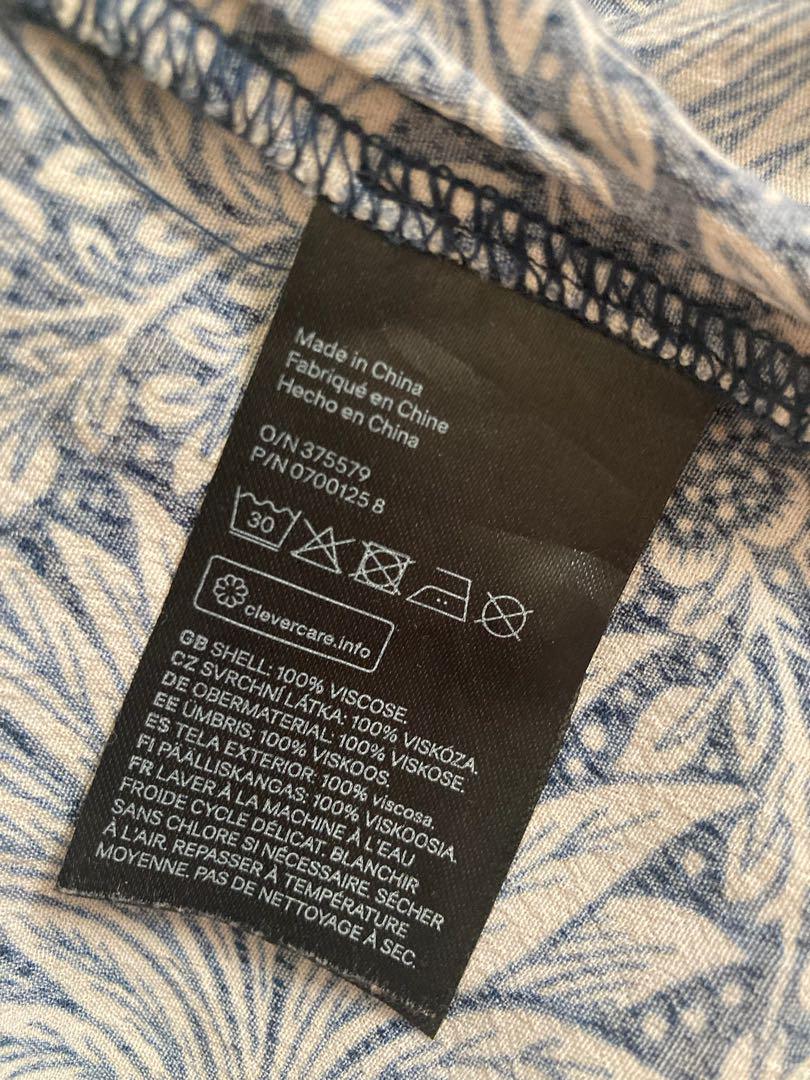 Made in China
Fabriqué en Chine
Hecho en China
O/N 375579
P/N 0700125 8
30
clevercare.info
GB SHELL: 100% VISCOSE.
CZ SVRCHNÍ LÁTKA: 100% VISKÓZA.
DE OBERMATERIAL: 100% VISKOSE.
EE ÜMBRIS: 100% VISKOOS.
ES TELA EXTERIOR: 100% viscosa.
FI PÄÄLLISKANGAS: 100% VISKOOSIA.
FR LAVER À LA MACHINE À L'EAU
FROIDE CYCLE DÉLICAT. BLANCHIR
SANS CHLORE SI NÉCESSAIRE. SÉCHER
À L'AIR. REPASSER À TEMPÉRATURE
MOYENNE. PAS DE NETTOYAGE À SEC.